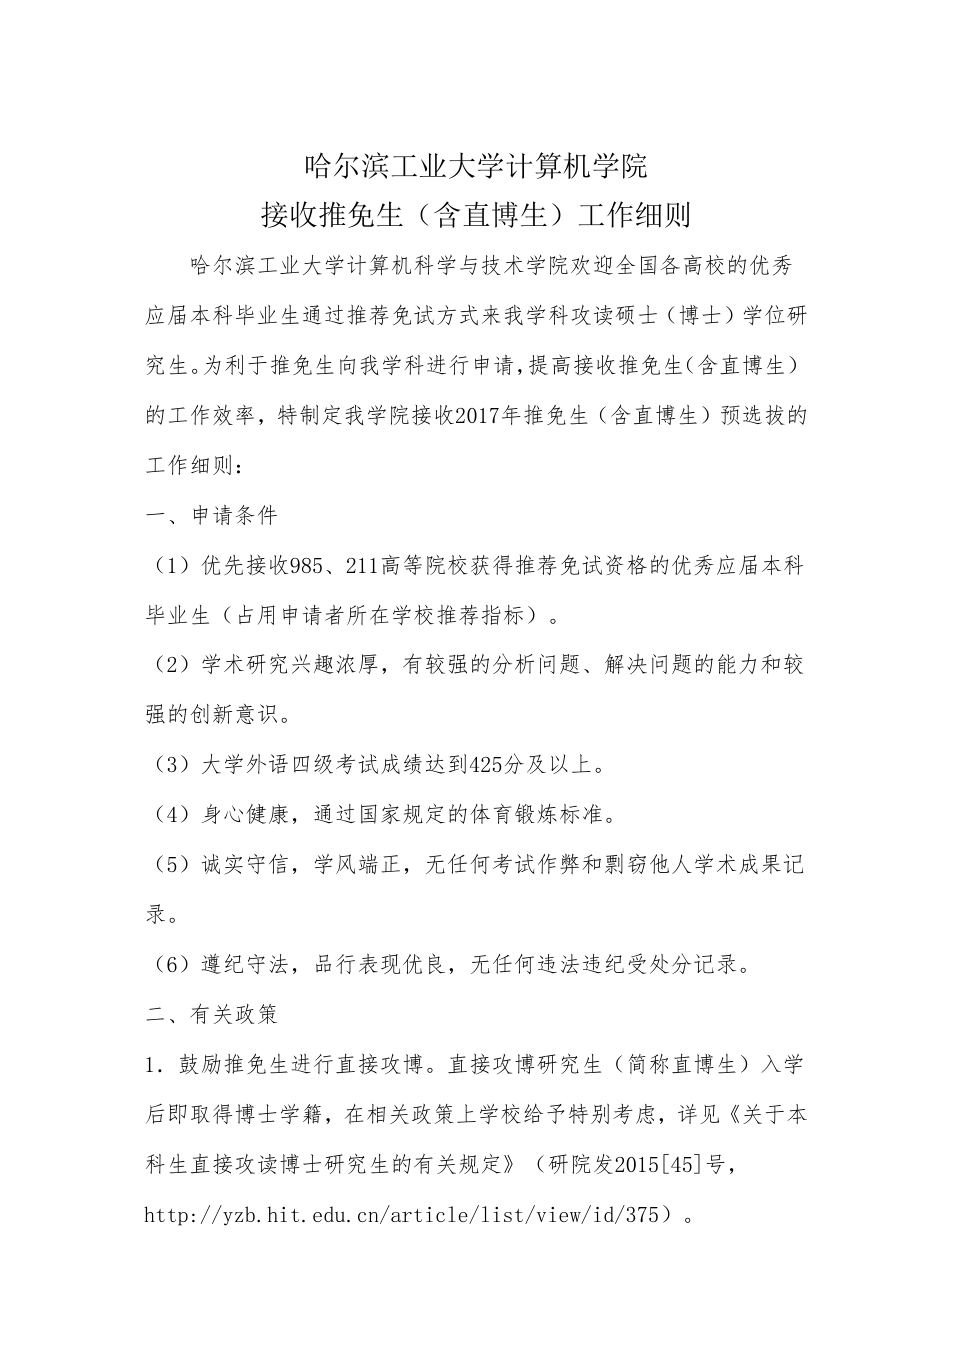 哈尔滨工业大学计算机学院
接收推免生（含直博生）工作细则
哈尔滨工业大学计算机科学与技术学院欢迎全国各高校的优秀
应届本科毕业生通过推荐免试方式来我学科攻读硕士（博士）学位研
究生。为利于推免生向我学科进行申请，提高接收推免生（含直博生）
的工作效率，特制定我学院接收2017年推免生（含直博生）预选拔的
工作细则：
一、申请条件
（1）优先接收985、211高等院校获得推荐免试资格的优秀应届本科
毕业生（占用申请者所在学校推荐指标）。
（2）学术研究兴趣浓厚，有较强的分析问题、解决问题的能力和较
强的创新意识。
（3）大学外语四级考试成绩达到425分及以上。
（4）身心健康，通过国家规定的体育锻炼标准。
（5）诚实守信，学风端正，无任何考试作弊和剽窃他人学术成果记
录。
（6）遵纪守法，品行表现优良，无任何违法违纪受处分记录。
二、有关政策
1．鼓励推免生进行直接攻博。直接攻博研究生（简称直博生）入学
后即取得博士学籍，在相关政策上学校给予特别考虑，详见《关于本
科生直接攻读博士研究生的有关规定》（研院发2015[45]号，
http://yzb.hit.edu.cn/article/list/view/id/375）。